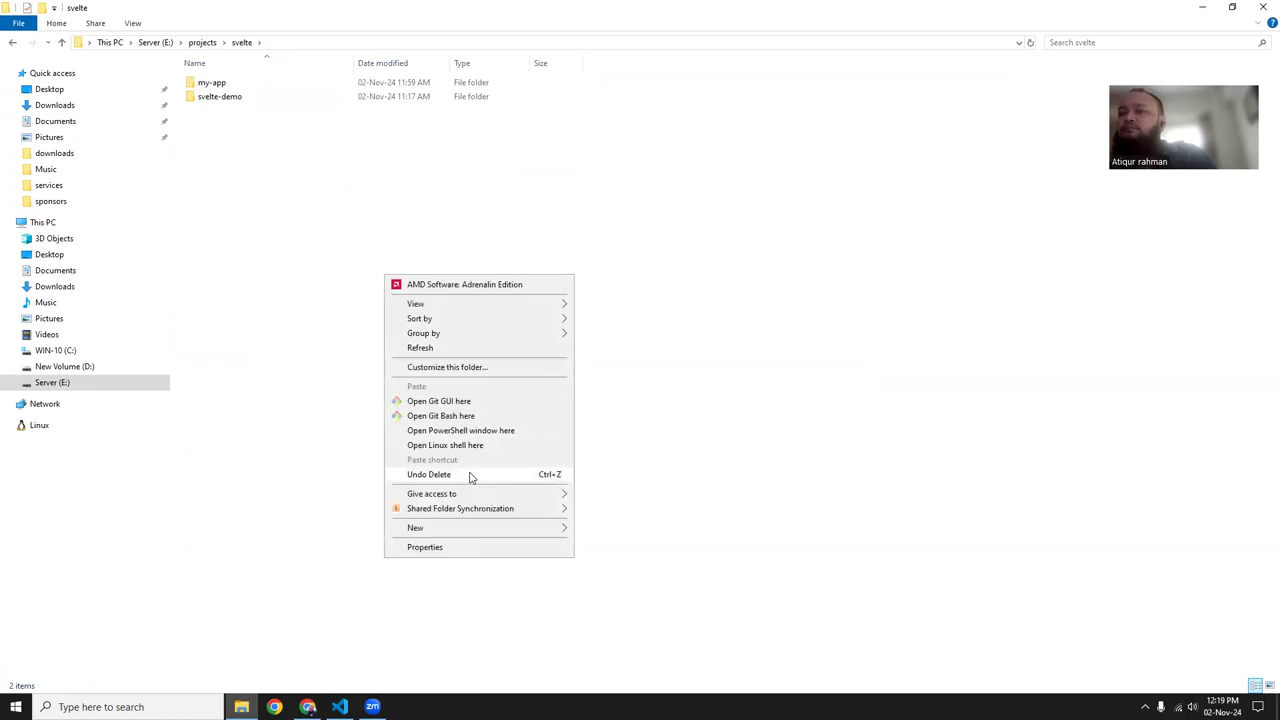 svelte
File
Home
Share
View
This PC
Server (E:)
projects
svelte
Search svelte
Name
Date modified
Type
Size
my-app
02-Nov-24 11:59 AM
File folder
svelte-demo
02-Nov-24 11:17 AM
File folder
Quick access
Desktop
Downloads
Documents
Pictures
downloads
Music
services
sponsors
This PC
3D Objects
Desktop
Documents
Downloads
Music
Pictures
Videos
WIN-10 (C:)
New Volume (D:)
Server (E:)
Network
Linux
Atiqur rahman
AMD Software: Adrenalin Edition
View
Sort by
Group by
Refresh
Customize this folder...
Paste
Open Git GUI here
Open Git Bash here
Open PowerShell window here
Open Linux shell here
Paste shortcut
Undo Delete Ctrl+Z
Give access to
Shared Folder Synchronization
New
Properties
2 items
Type here to search
zm
12:19 PM
02-Nov-24